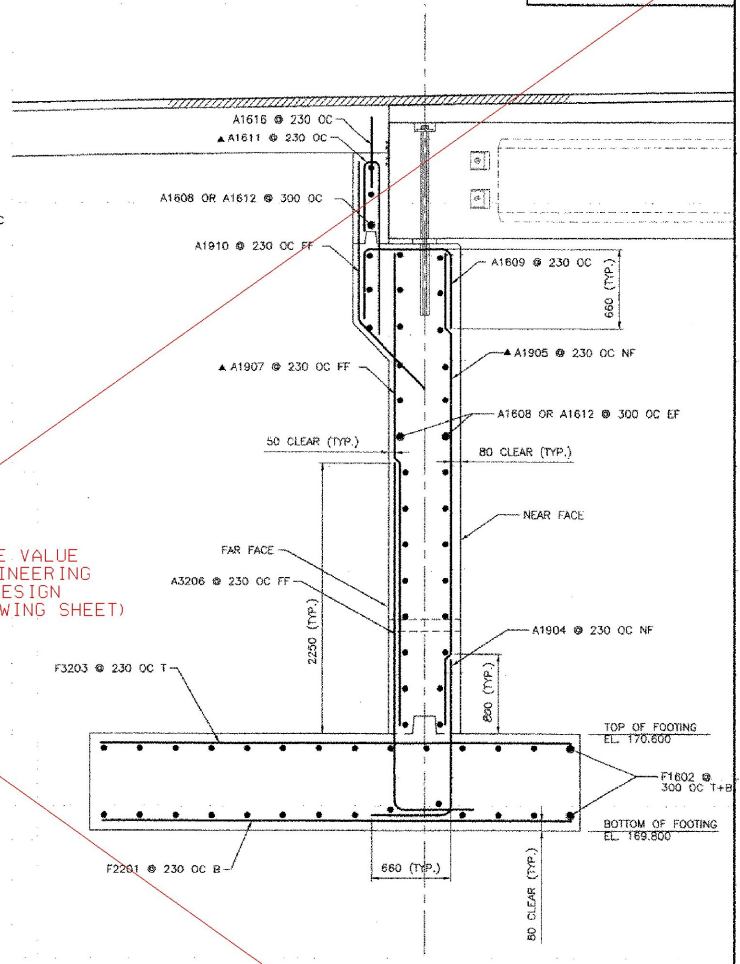 A1616 @ 230 OC
▲ A1611 @ 230 OC
A1608 OR A1612 @ 300 OC
C
A1910 @ 230 OC FF
A1609 @ 230 OC
660 (TYP.)
▲ A1907 @ 230 OC FF
▲ A1905 @ 230 OC NF
A1608 OR A1612 @ 300 OC EF
50 CLEAR (TYP.)
80 CLEAR (TYP.)
NEAR FACE
E VALUE
INEERING
ESIGN
WING SHEET)
FAR FACE
A3206 @ 230 OC FF
2250 (TYP.)
A1904 @ 230 OC NF
F3203 @ 230 OC T
800 (TYP.)
TOP OF FOOTING
EL. 170.600
F1602 @
300 OC T+B
BOTTOM OF FOOTING
EL. 169.800
F2201 @ 230 OC B
660 (TYP.)
80 CLEAR (TYP.)